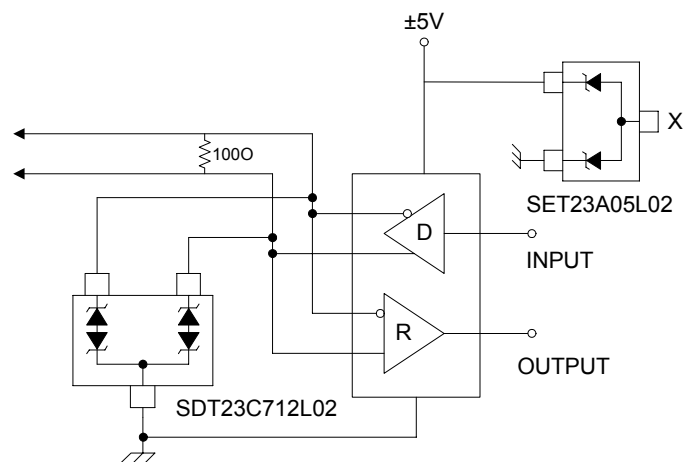 ±5V
X
100O
SET23A05L02
D
INPUT
R
OUTPUT
SDT23C712L02